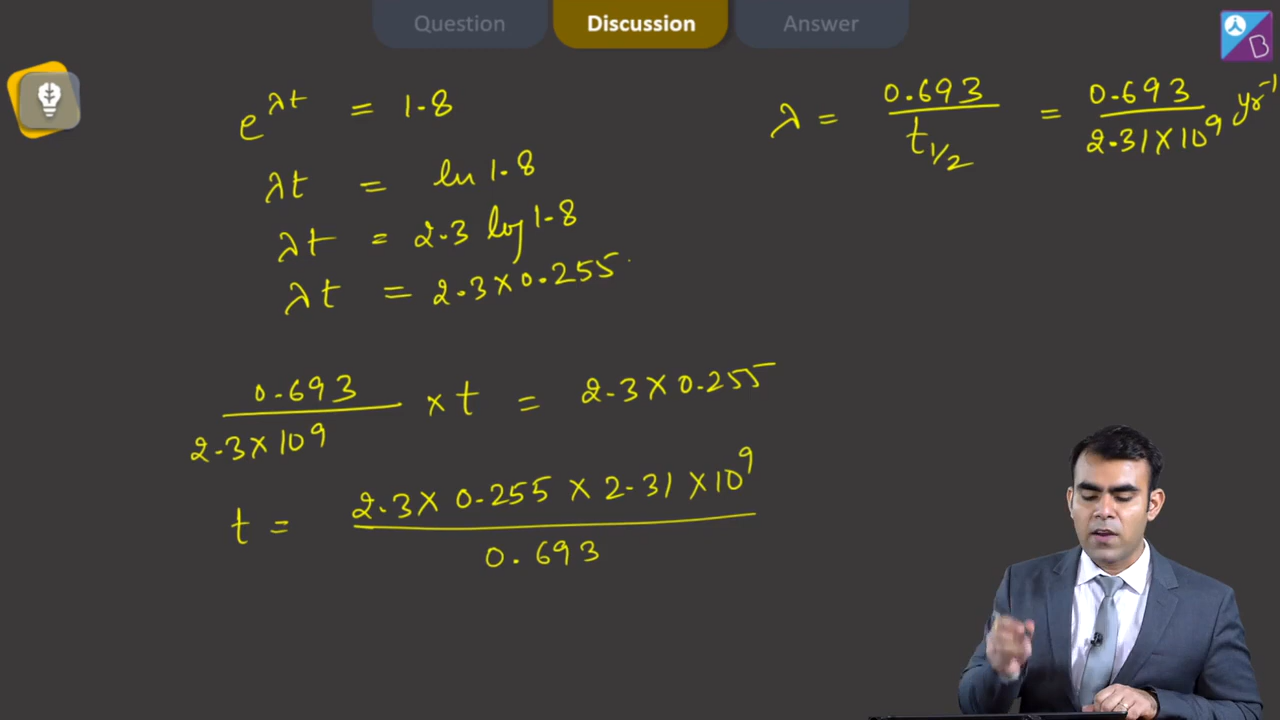 Question Discussion Answer
B
e^{λt} = 1.8
λ = 0.693 / t_{1/2} = 0.693 / 2.31 × 10^9 yr^{-1}
λt = ln 1.8
λt = 2.3 log 1.8
λt = 2.3 × 0.255
0.693 / 2.3 × 10^9 × t = 2.3 × 0.255
t = 2.3 × 0.255 × 2.31 × 10^9 / 0.693